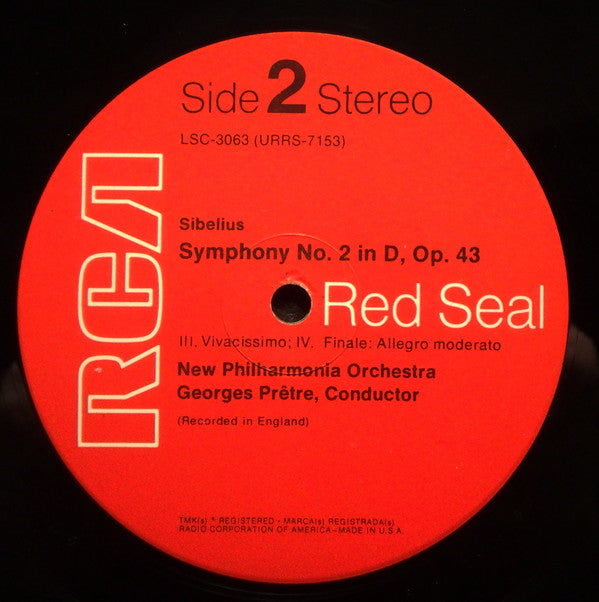 Side 2 Stereo
LSC-3063 (URRS-7153)
RCA
Sibelius
Symphony No. 2 in D, Op. 43
Red Seal
III. Vivacissimo; IV. Finale: Allegro moderato
New Philharmonia Orchestra
Georges Prêtre, Conductor
(Recorded in England)
TMK(s) ® REGISTERED • MARCA(s) REGISTRADA(s)
RADIO CORPORATION OF AMERICA—MADE IN U.S.A.